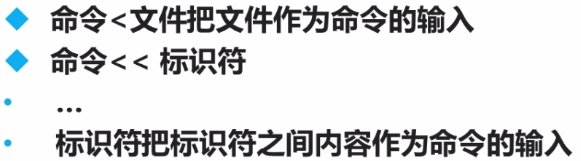 ◆ 命令<文件把文件作为命令的输入
◆ 命令<< 标识符
• ...
• 标识符把标识符之间内容作为命令的输入